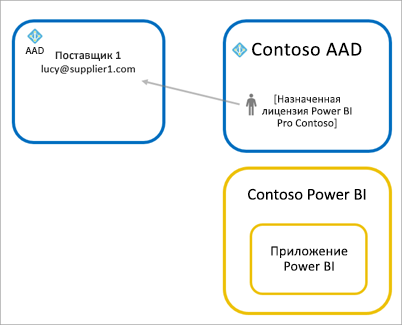 AAD
Поставщик 1
lucy@supplier1.com
Contoso AAD
[Назначенная
лицензия Power BI
Pro Contoso]
Contoso Power BI
Приложение
Power BI